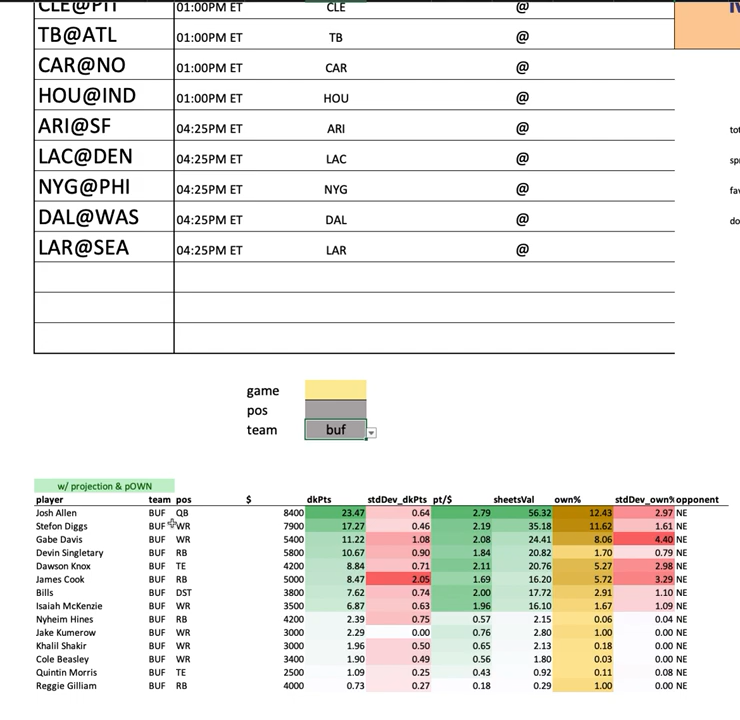 CLE@PIT 01:00PM ET CLE @
TB@ATL 01:00PM ET TB @
CAR@NO 01:00PM ET CAR @
HOU@IND 01:00PM ET HOU @
ARI@SF 04:25PM ET ARI @
tot
LAC@DEN 04:25PM ET LAC @
spr
NYG@PHI 04:25PM ET NYG @
fav
DAL@WAS 04:25PM ET DAL @
do
LAR@SEA 04:25PM ET LAR @
game
pos
team buf
w/ projection & pOWN
player team pos $ dkPts stdDev_dkPts pt/$ sheetsVal own% stdDev_own% opponent
Josh Allen BUF QB 8400 23.47 0.64 2.79 56.32 12.43 2.97 NE
Stefon Diggs BUF WR 7900 17.27 0.46 2.19 35.18 11.62 1.61 NE
Gabe Davis BUF WR 5400 11.22 1.08 2.08 24.41 8.06 4.40 NE
Devin Singletary BUF RB 5800 10.67 0.90 1.84 20.82 1.70 0.79 NE
Dawson Knox BUF TE 4200 8.84 0.71 2.11 20.76 5.27 2.98 NE
James Cook BUF RB 5000 8.47 2.05 1.69 16.20 5.72 3.29 NE
Bills BUF DST 3800 7.62 0.74 2.00 17.72 2.91 1.10 NE
Isaiah McKenzie BUF WR 3500 6.87 0.63 1.96 16.10 1.67 1.09 NE
Nyheim Hines BUF RB 4200 2.39 0.75 0.57 2.15 0.06 0.04 NE
Jake Kumerow BUF WR 3000 2.29 0.00 0.76 2.80 1.00 0.00 NE
Khalil Shakir BUF WR 3000 1.96 0.50 0.65 2.13 0.18 0.00 NE
Cole Beasley BUF WR 3400 1.90 0.49 0.56 1.80 0.03 0.00 NE
Quintin Morris BUF TE 2500 1.09 0.25 0.43 0.92 0.11 0.08 NE
Reggie Gilliam BUF RB 4000 0.73 0.27 0.18 0.29 1.00 0.00 NE